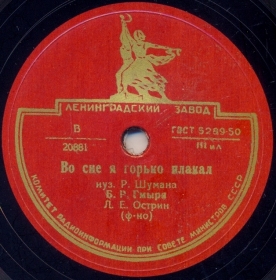 ЛЕНИНГРАДСКИЙ ЗАВОД
В ГОСТ 5289-50
20881 III кл
Во сне я горько плакал
муз. Р. Шумана
Б. Р. Гмыря
Л. Е. Острин
(ф-но)
КОМИТЕТ РАДИОИНФОРМАЦИИ ПРИ СОВЕТЕ МИНИСТРОВ СССР